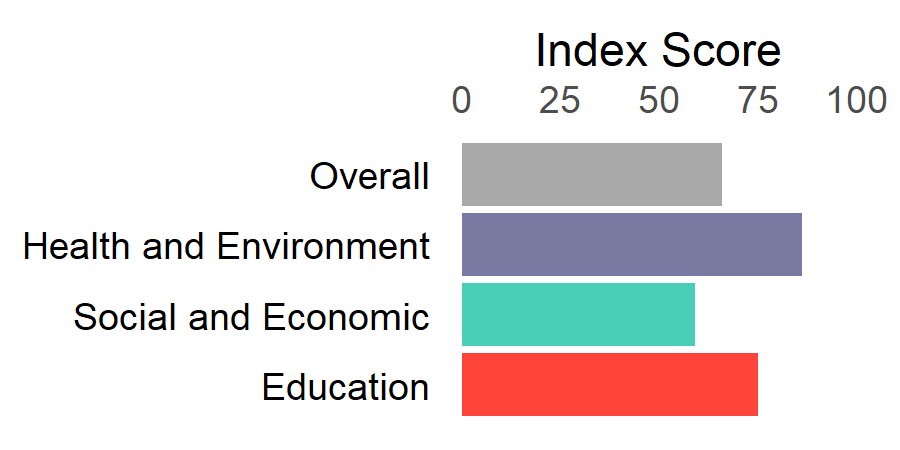 Index Score
0 25 50 75 100
Overall
Health and Environment
Social and Economic
Education